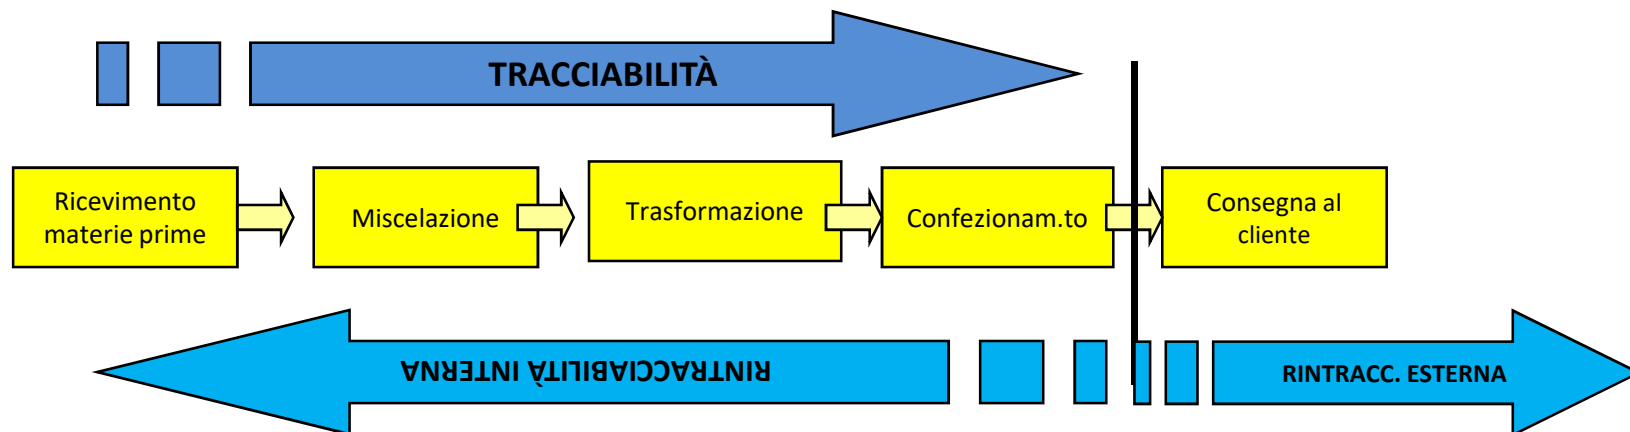 TRACCIABILITÀ
Ricevimento
materie prime
Miscelazione
Trasformazione
Confezionam.to
Consegna al
cliente
RINTRACCIABILITÀ INTERNA
RINTRACC. ESTERNA